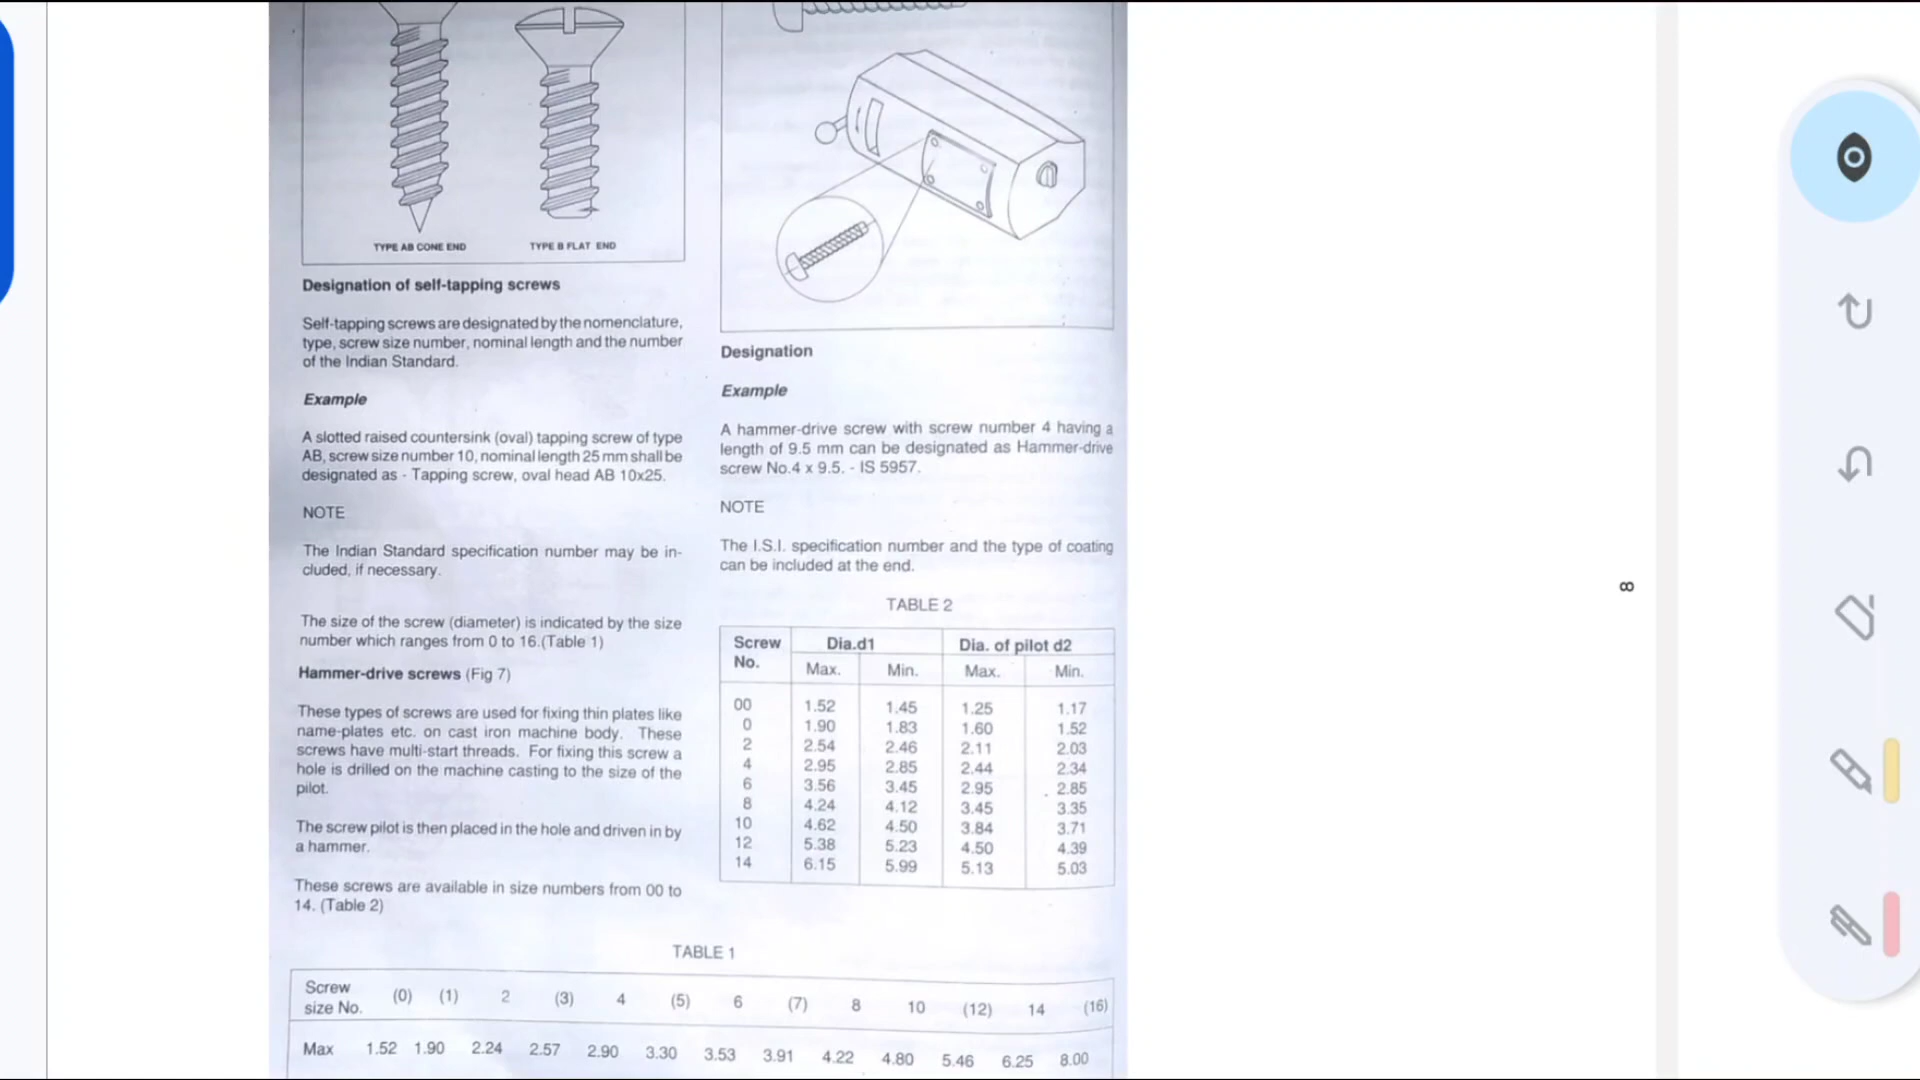 TYPE AB CONE END
TYPE B FLAT END
Designation of self-tapping screws
Self-tapping screws are designated by the nomenclature,
type, screw size number, nominal length and the number
of the Indian Standard.
Example
A slotted raised countersink (oval) tapping screw of type
AB, screw size number 10, nominal length 25 mm shall be
designated as - Tapping screw, oval head AB 10x25.
NOTE
The Indian Standard specification number may be in-
cluded, if necessary.
The size of the screw (diameter) is indicated by the size
number which ranges from 0 to 16.(Table 1)
Hammer-drive screws (Fig 7)
These types of screws are used for fixing thin plates like
name-plates etc. on cast iron machine body. These
screws have multi-start threads. For fixing this screw a
hole is drilled on the machine casting to the size of the
pilot.
The screw pilot is then placed in the hole and driven in by
a hammer.
These screws are available in size numbers from 00 to
14. (Table 2)
Designation
Example
A hammer-drive screw with screw number 4 having a
length of 9.5 mm can be designated as Hammer-drive
screw No.4 x 9.5. - IS 5957.
NOTE
The I.S.I. specification number and the type of coating
can be included at the end.
TABLE 2
Screw No. Dia.d1 Dia. of pilot d2
Max. Min. Max. Min.
00 1.52 1.45 1.25 1.17
0 1.90 1.83 1.60 1.52
2 2.54 2.46 2.11 2.03
4 2.95 2.85 2.44 2.34
6 3.56 3.45 2.95 2.85
8 4.24 4.12 3.45 3.35
10 4.62 4.50 3.84 3.71
12 5.38 5.23 4.50 4.39
14 6.15 5.99 5.13 5.03
TABLE 1
Screw size No. (0) (1) 2 (3) 4 (5) 6 (7) 8 10 (12) 14 (16)
Max 1.52 1.90 2.24 2.57 2.90 3.30 3.53 3.91 4.22 4.80 5.46 6.25 8.00
8